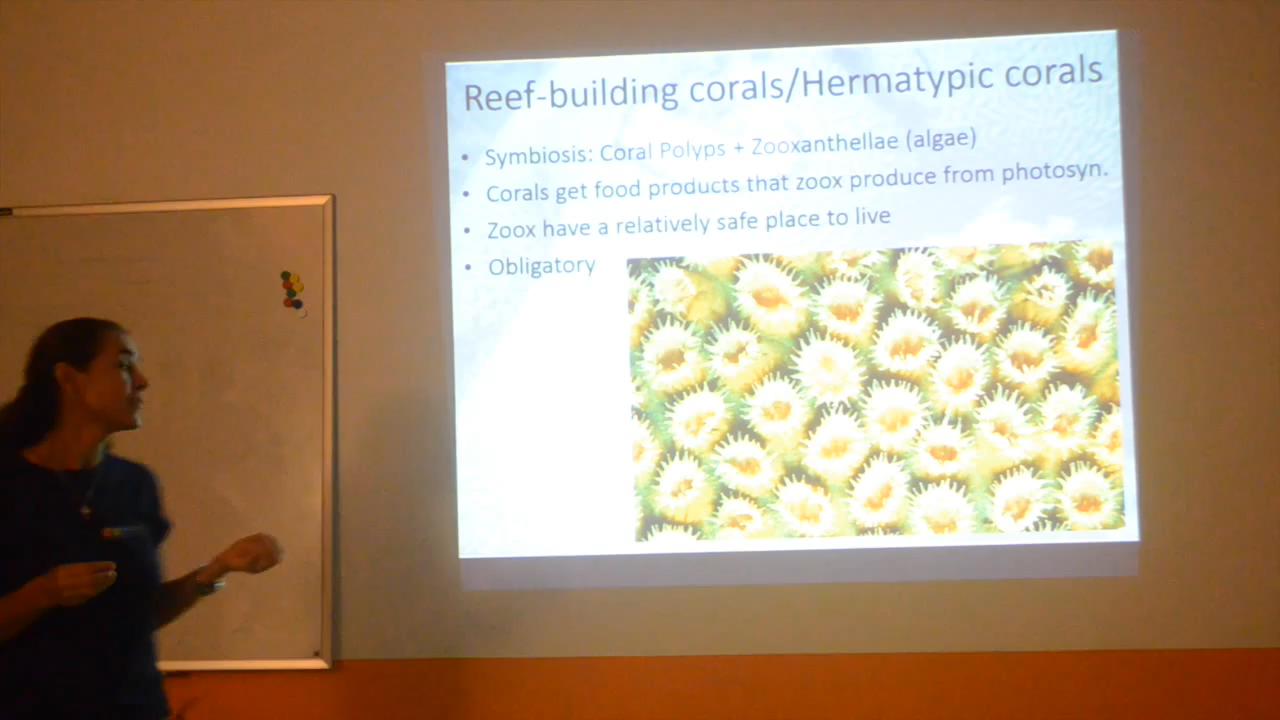 Reef-building corals/Hermatypic corals
• Symbiosis: Coral Polyps + Zooxanthellae (algae)
• Corals get food products that zoox produce from photosyn.
• Zoox have a relatively safe place to live
• Obligatory